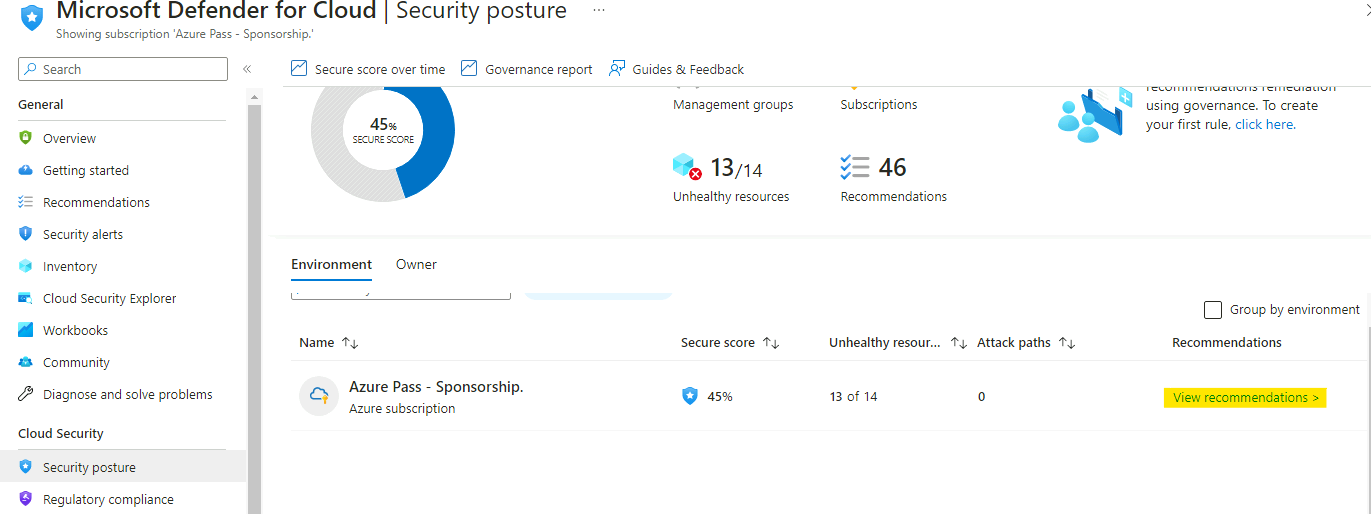 Microsoft Defender for Cloud | Security posture ...
Showing subscription 'Azure Pass - Sponsorship.'
Search
«
General
Overview
Getting started
Recommendations
Security alerts
Inventory
Cloud Security Explorer
Workbooks
Community
Diagnose and solve problems
Cloud Security
Security posture
Regulatory compliance
Secure score over time
Governance report
Guides & Feedback
45%
SECURE SCORE
Management groups
Subscriptions
13/14
Unhealthy resources
46
Recommendations
recommendations remediation
using governance. To create
your first rule, click here.
Environment
Owner
Group by environment
Name ↑↓ Secure score ↑↓ Unhealthy resour... ↑↓ Attack paths ↑↓ Recommendations
Azure Pass - Sponsorship.
Azure subscription
45%
13 of 14
0
View recommendations >